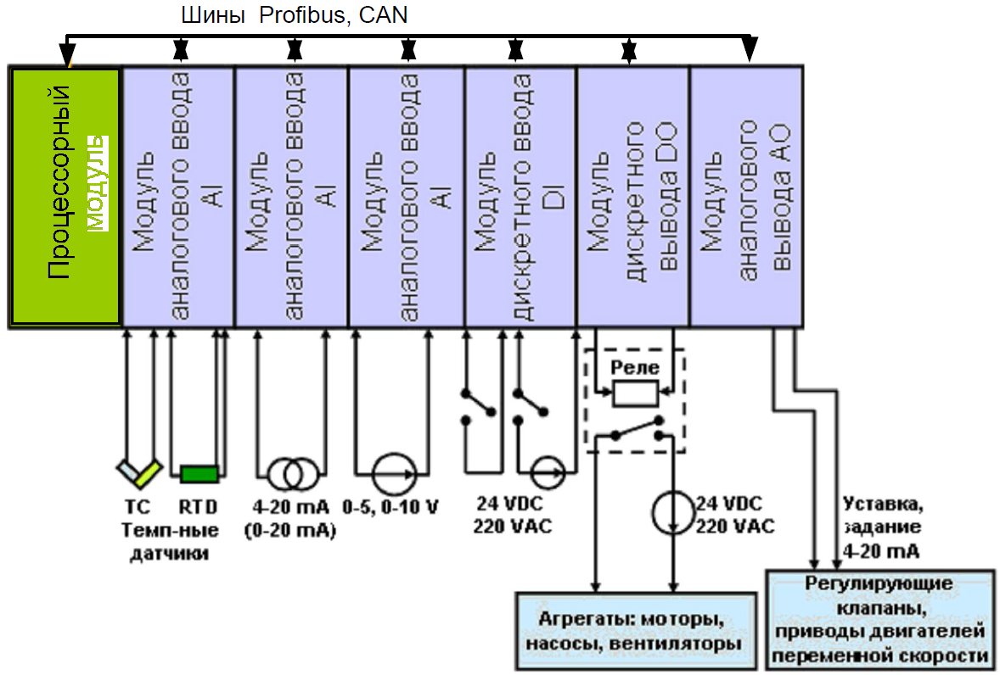 Шины Profibus, CAN
Процессорный
модуль
Модуль
аналогового ввода
AI
Модуль
аналогового ввода
AI
Модуль
аналогового ввода
AI
Модуль
дискретного ввода
DI
Модуль
дискретного
вывода DO
Модуль
аналогового
вывода AO
Реле
TC RTD
Темп-ные
датчики
4-20 mA
(0-20 mA)
0-5, 0-10 V
24 VDC
220 VAC
24 VDC
220 VAC
Уставка,
задание
4-20 mA
Агрегаты: моторы,
насосы, вентиляторы
Регулирующие
клапаны,
приводы двигателей
переменной скорости